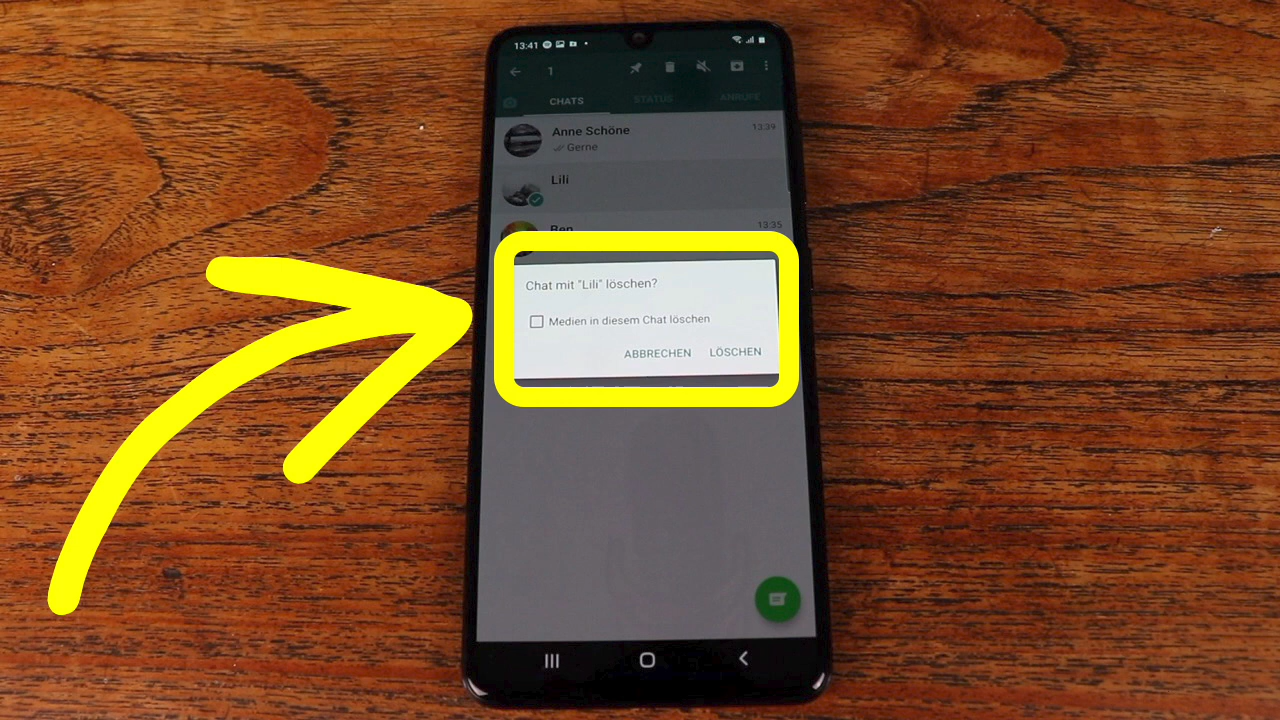 13:41
1
CHATS STATUS ANRUFE
Anne Schöne 13:39
Gerne
Lili
Ben 13:35
Chat mit "Lili" löschen?
Medien in diesem Chat löschen
ABBRECHEN LÖSCHEN